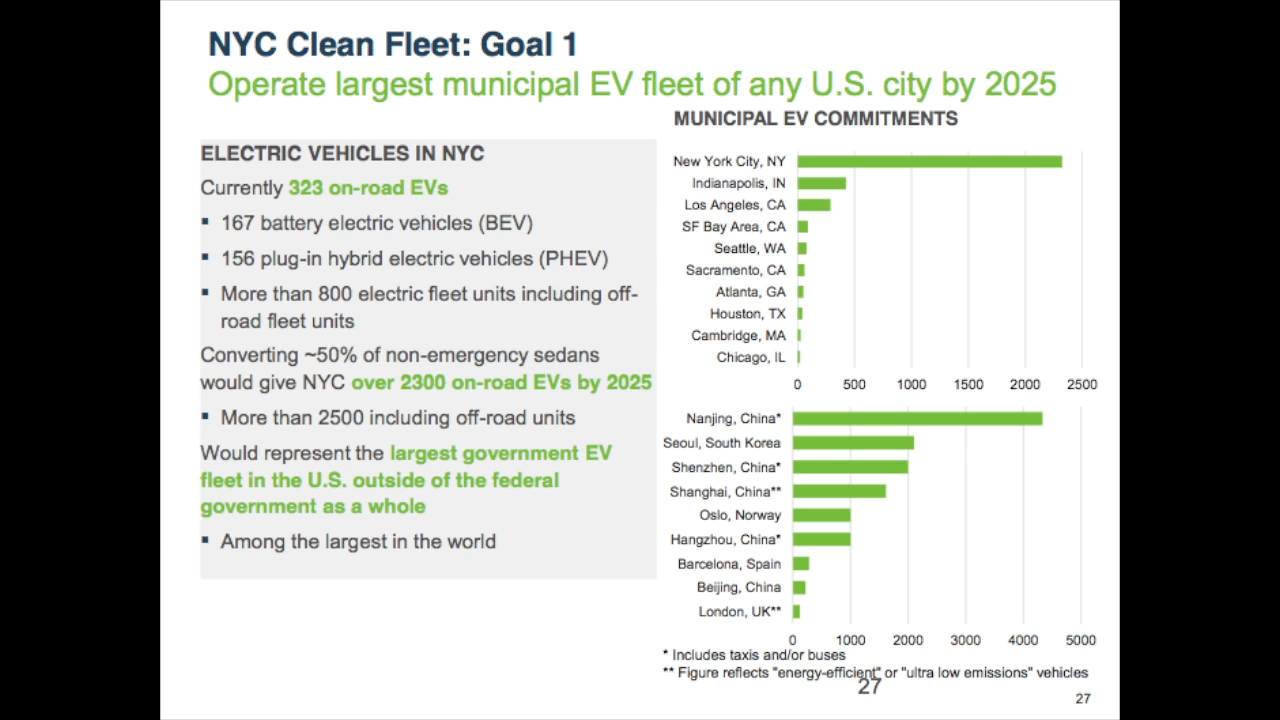 NYC Clean Fleet: Goal 1
Operate largest municipal EV fleet of any U.S. city by 2025
ELECTRIC VEHICLES IN NYC
Currently 323 on-road EVs
▪ 167 battery electric vehicles (BEV)
▪ 156 plug-in hybrid electric vehicles (PHEV)
▪ More than 800 electric fleet units including off-
road fleet units
Converting ~50% of non-emergency sedans
would give NYC over 2300 on-road EVs by 2025
▪ More than 2500 including off-road units
Would represent the largest government EV
fleet in the U.S. outside of the federal
government as a whole
▪ Among the largest in the world
MUNICIPAL EV COMMITMENTS
New York City, NY
Indianapolis, IN
Los Angeles, CA
SF Bay Area, CA
Seattle, WA
Sacramento, CA
Atlanta, GA
Houston, TX
Cambridge, MA
Chicago, IL
0 500 1000 1500 2000 2500
Nanjing, China*
Seoul, South Korea
Shenzhen, China*
Shanghai, China**
Oslo, Norway
Hangzhou, China*
Barcelona, Spain
Beijing, China
London, UK**
0 1000 2000 3000 4000 5000
* Includes taxis and/or buses
** Figure reflects "energy-efficient" or "ultra low emissions" vehicles
27
27